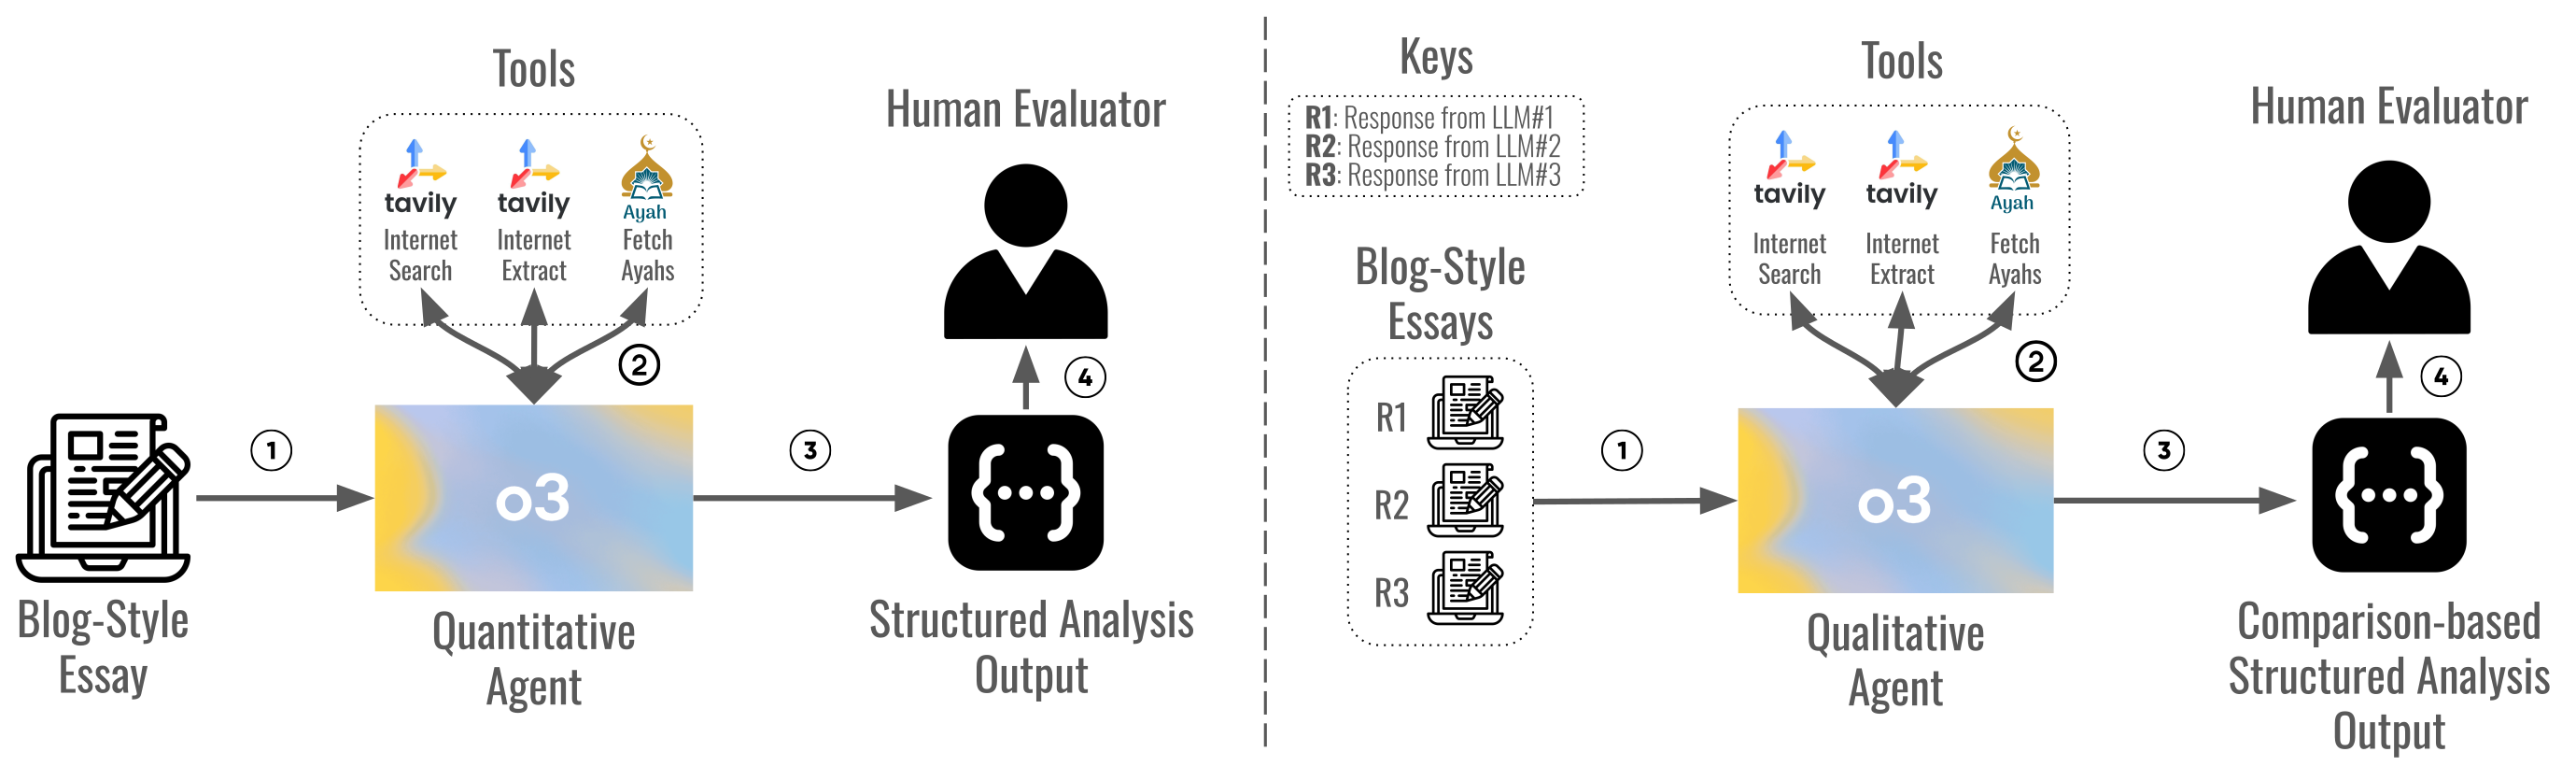 Tools
tavily
Internet
Search
tavily
Internet
Extract
Ayah
Fetch
Ayahs
2
Human Evaluator
4
Blog-Style
Essay
1
o3
Quantitative
Agent
3
Structured Analysis
Output
Keys
R1: Response from LLM#1
R2: Response from LLM#2
R3: Response from LLM#3
Blog-Style
Essays
R1
R2
R3
1
Tools
tavily
Internet
Search
tavily
Internet
Extract
Ayah
Fetch
Ayahs
2
o3
Qualitative
Agent
3
Human Evaluator
4
Comparison-based
Structured Analysis
Output